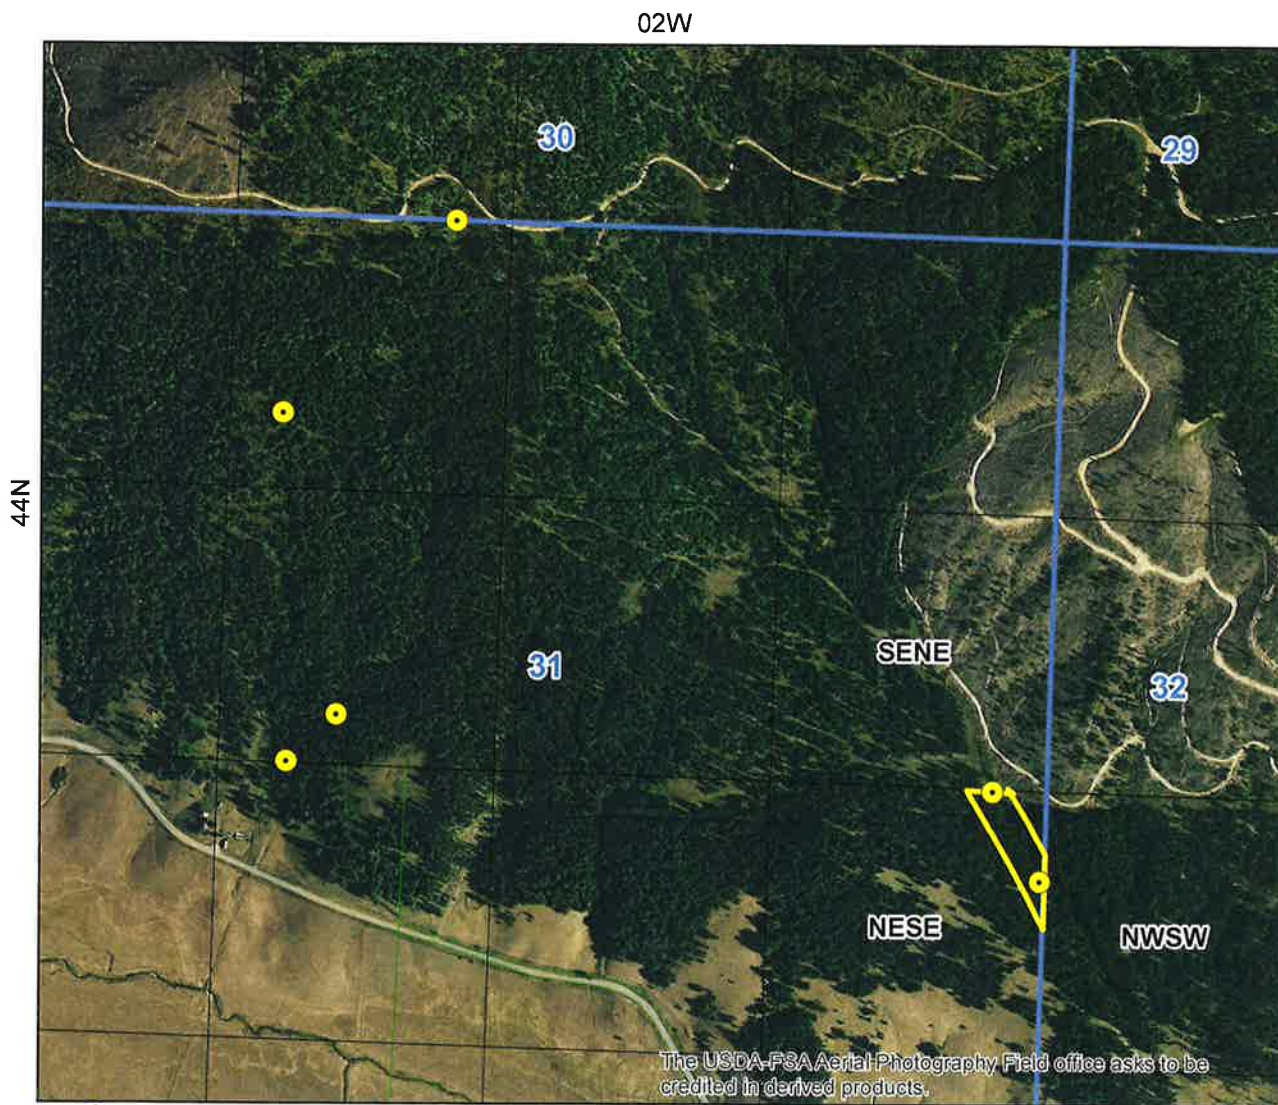 02W
30
29
44N
SENE
31
32
NESE
NWSW
The USDA-FSA Aerial Photography Field office asks to be
credited in derived products.